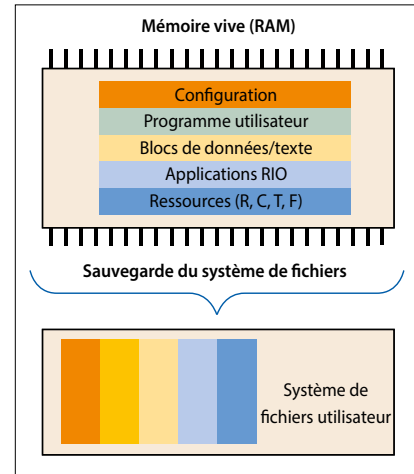 Mémoire vive (RAM)
Configuration
Programme utilisateur
Blocs de données/texte
Applications RIO
Ressources (R, C, T, F)
Sauvegarde du système de fichiers
Système de
fichiers utilisateur